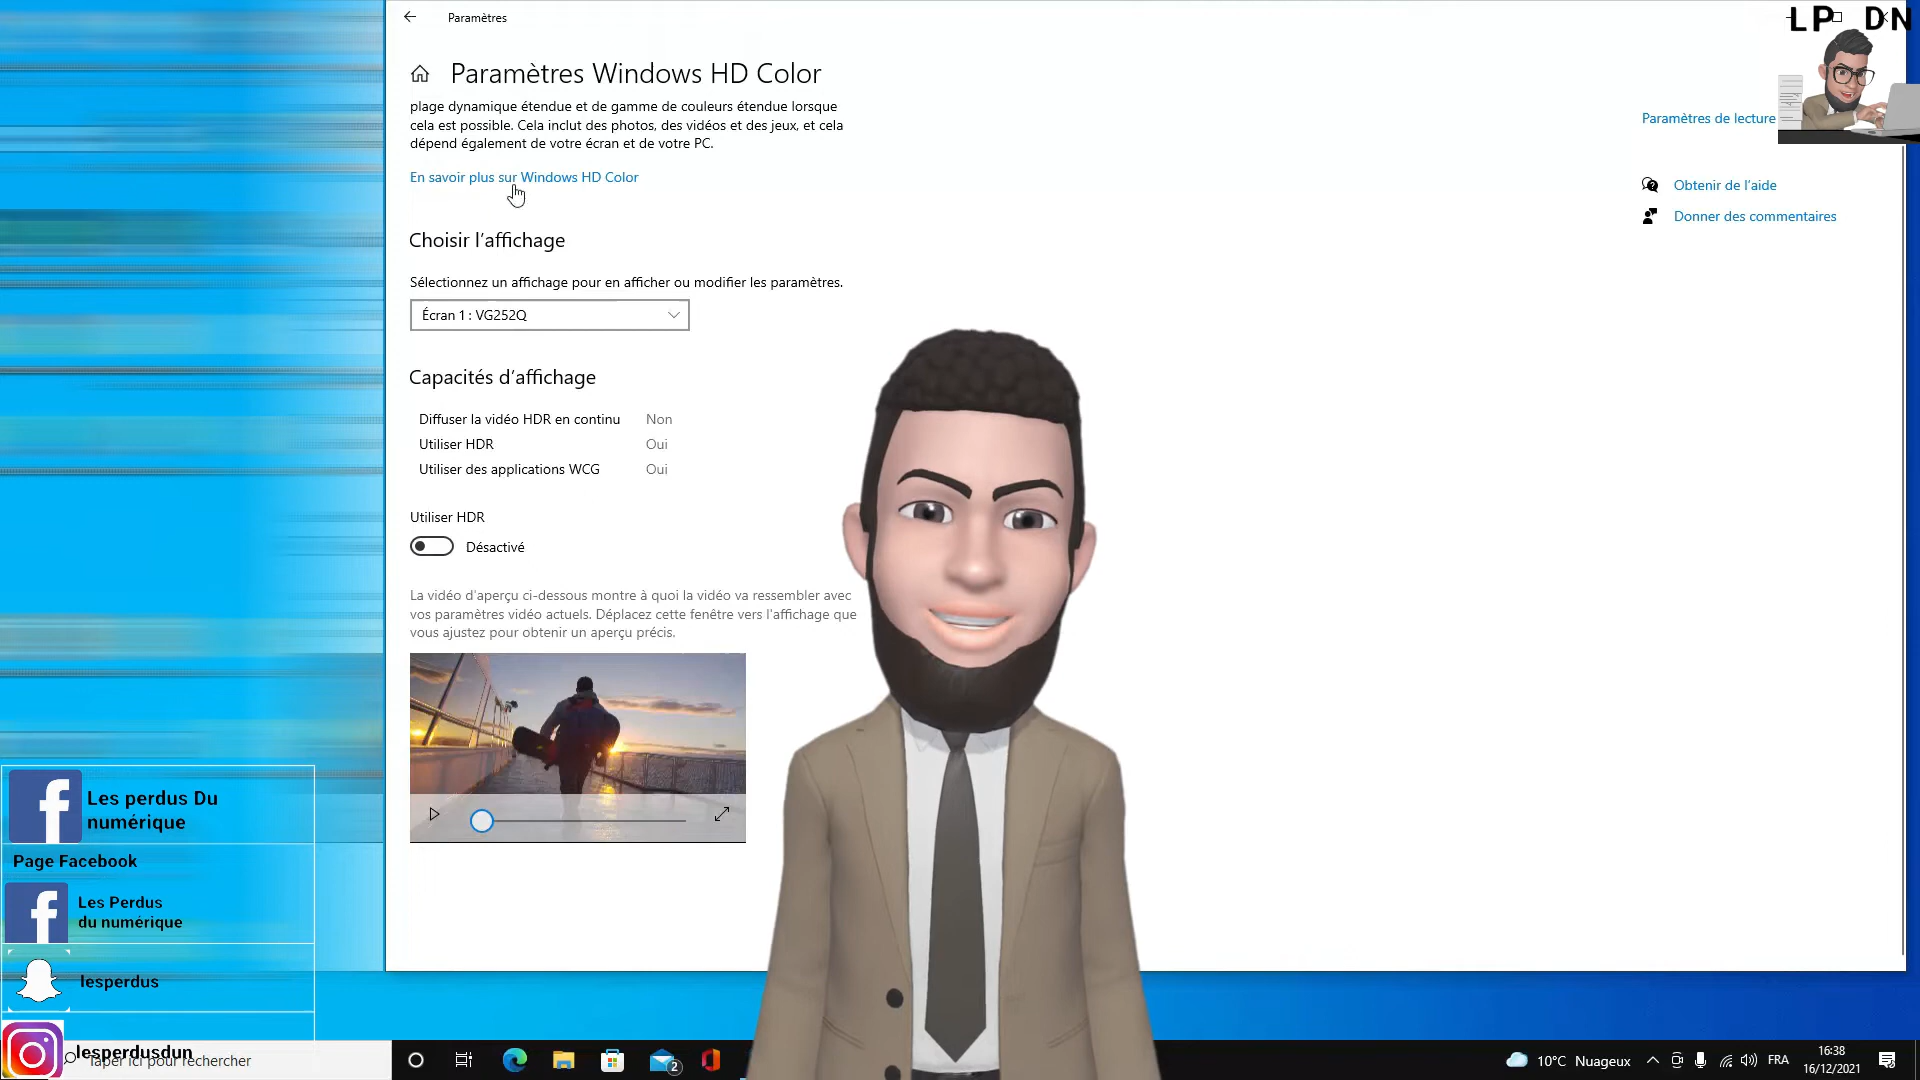 Paramètres
LP DN
Paramètres Windows HD Color
plage dynamique étendue et de gamme de couleurs étendue lorsque
cela est possible. Cela inclut des photos, des vidéos et des jeux, et cela
dépend également de votre écran et de votre PC.
En savoir plus sur Windows HD Color
Paramètres de lecture
Obtenir de l'aide
Donner des commentaires
Choisir l'affichage
Sélectionnez un affichage pour en afficher ou modifier les paramètres.
Écran 1 : VG252Q
Capacités d'affichage
Diffuser la vidéo HDR en continu Non
Utiliser HDR Oui
Utiliser des applications WCG Oui
Utiliser HDR
Désactivé
La vidéo d'aperçu ci-dessous montre à quoi la vidéo va ressembler avec
vos paramètres vidéo actuels. Déplacez cette fenêtre vers l'affichage que
vous ajustez pour obtenir un aperçu précis.
Les perdus Du
numérique
Page Facebook
Les Perdus
du numérique
lesperdus
lesperdusdun
Taper ici pour rechercher
2
10°C Nuageux
FRA
16:38
16/12/2021